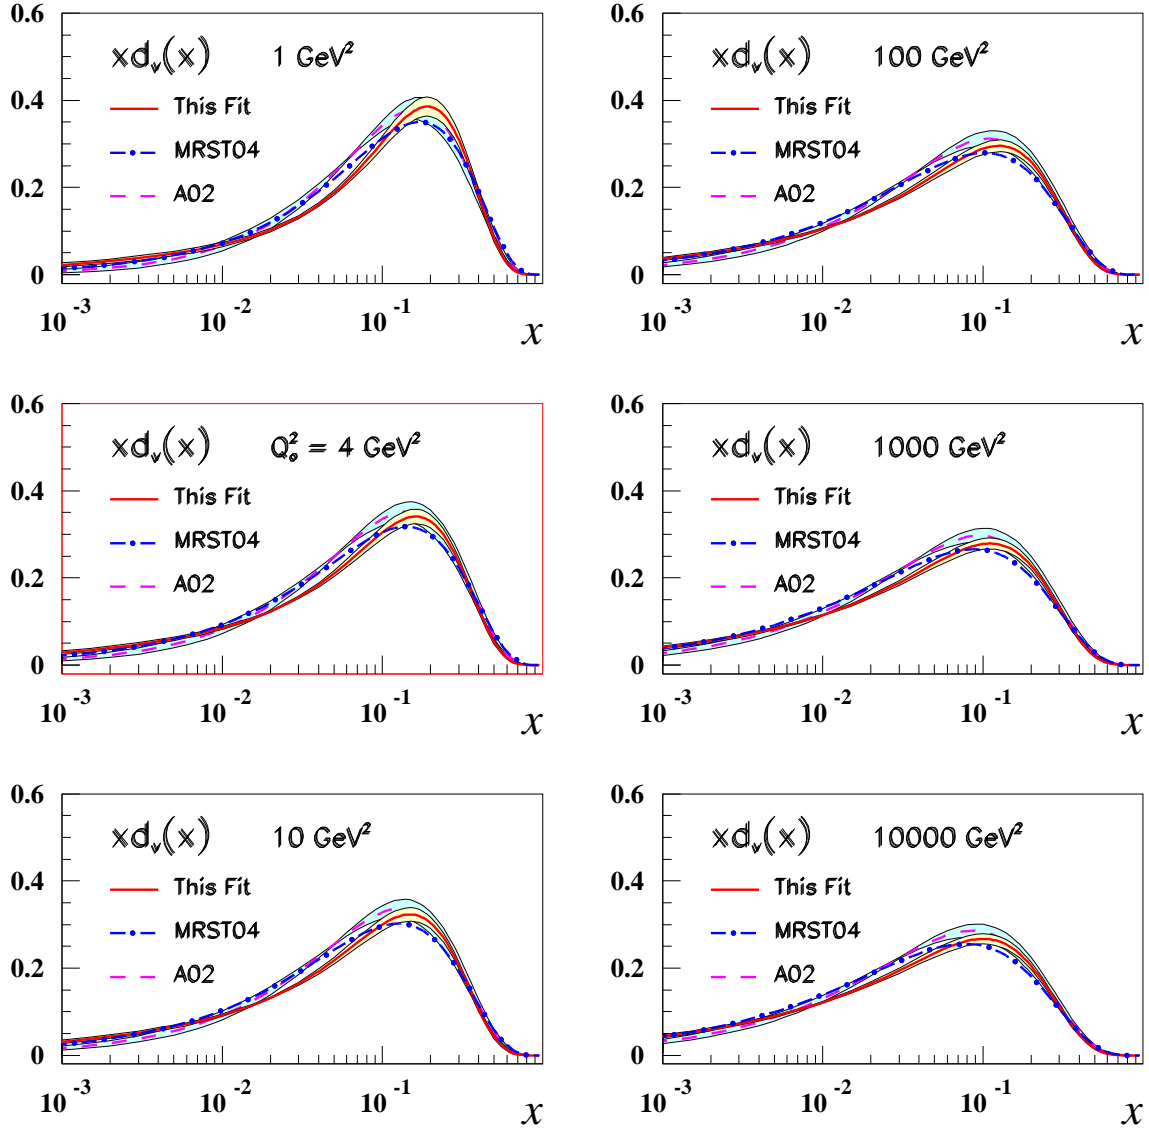 0.6
xdᵥ(x) 1 GeV²
0.4
This Fit
MRST04
0.2
A02
0
10⁻³ 10⁻² 10⁻¹ x
xdᵥ(x) 100 GeV²
0.6
0.4
This Fit
MRST04
0.2
A02
0
10⁻³ 10⁻² 10⁻¹ x
0.6
xdᵥ(x) Q₀² = 4 GeV²
0.4
This Fit
MRST04
0.2
A02
0
10⁻³ 10⁻² 10⁻¹ x
0.6
xdᵥ(x) 1000 GeV²
0.4
This Fit
MRST04
0.2
A02
0
10⁻³ 10⁻² 10⁻¹ x
0.6
xdᵥ(x) 10 GeV²
0.4
This Fit
MRST04
0.2
A02
0
10⁻³ 10⁻² 10⁻¹ x
0.6
xdᵥ(x) 10000 GeV²
0.4
This Fit
MRST04
0.2
A02
0
10⁻³ 10⁻² 10⁻¹ x